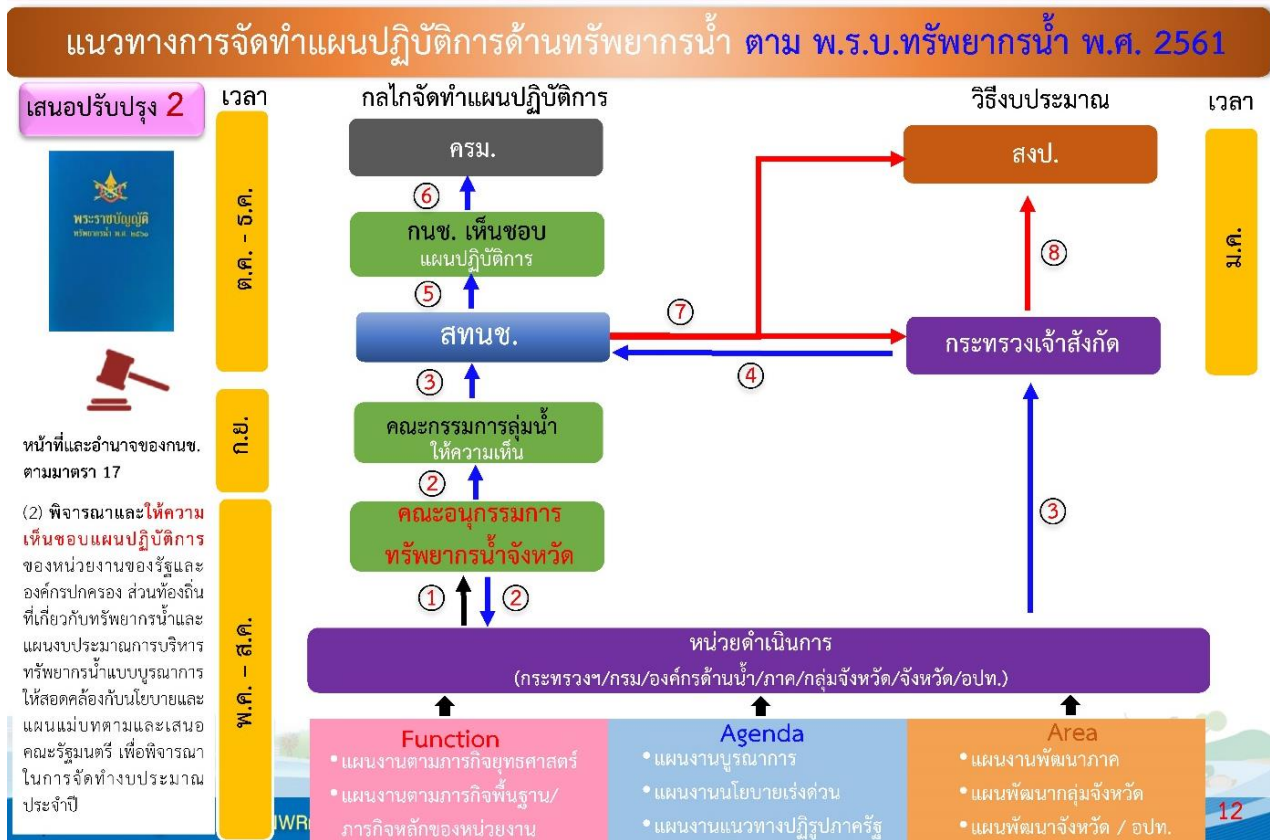 แนวทางการจัดทำแผนปฏิบัติการด้านทรัพยากรน้ำ ตาม พ.ร.บ.ทรัพยากรน้ำ พ.ศ. 2561
เสนอปรับปรุง 2
เวลา
กลไกจัดทำแผนปฏิบัติการ
วิธีงบประมาณ
เวลา
พระราชบัญญัติ
ทรัพยากรน้ำ พ.ศ. ๒๕๖๑
ต.ค. - ธ.ค.
ครม.
สงป.
ม.ค.
⑥
กนช. เห็นชอบ
แผนปฏิบัติการ
⑧
⑤
⑦
สทนช.
กระทรวงเจ้าสังกัด
④
③
ก.ย.
คณะกรรมการลุ่มน้ำ
ให้ความเห็น
②
คณะอนุกรรมการ
ทรัพยากรน้ำจังหวัด
③
① ②
พ.ค. – ส.ค.
หน่วยดำเนินการ
(กระทรวงฯ/กรม/องค์กรด้านน้ำ/ภาค/กลุ่มจังหวัด/จังหวัด/อปท.)
หน้าที่และอำนาจของกนช.
ตามมาตรา 17
(2) พิจารณาและให้ความ
เห็นชอบแผนปฏิบัติการ
ของหน่วยงานของรัฐและ
องค์กรปกครอง ส่วนท้องถิ่น
ที่เกี่ยวกับทรัพยากรน้ำและ
แผนงบประมาณการบริหาร
ทรัพยากรน้ำแบบบูรณาการ
ให้สอดคล้องกับนโยบายและ
แผนแม่บทตามและเสนอ
คณะรัฐมนตรี เพื่อพิจารณา
ในการจัดทำงบประมาณ
ประจำปี
Function
• แผนงานตามภารกิจยุทธศาสตร์
• แผนงานตามภารกิจพื้นฐาน/
ภารกิจหลักของหน่วยงาน
Agenda
• แผนงานบูรณาการ
• แผนงานนโยบายเร่งด่วน
• แผนงานแนวทางปฏิรูปภาครัฐ
Area
• แผนงานพัฒนาภาค
• แผนพัฒนากลุ่มจังหวัด
• แผนพัฒนาจังหวัด / อปท.
12